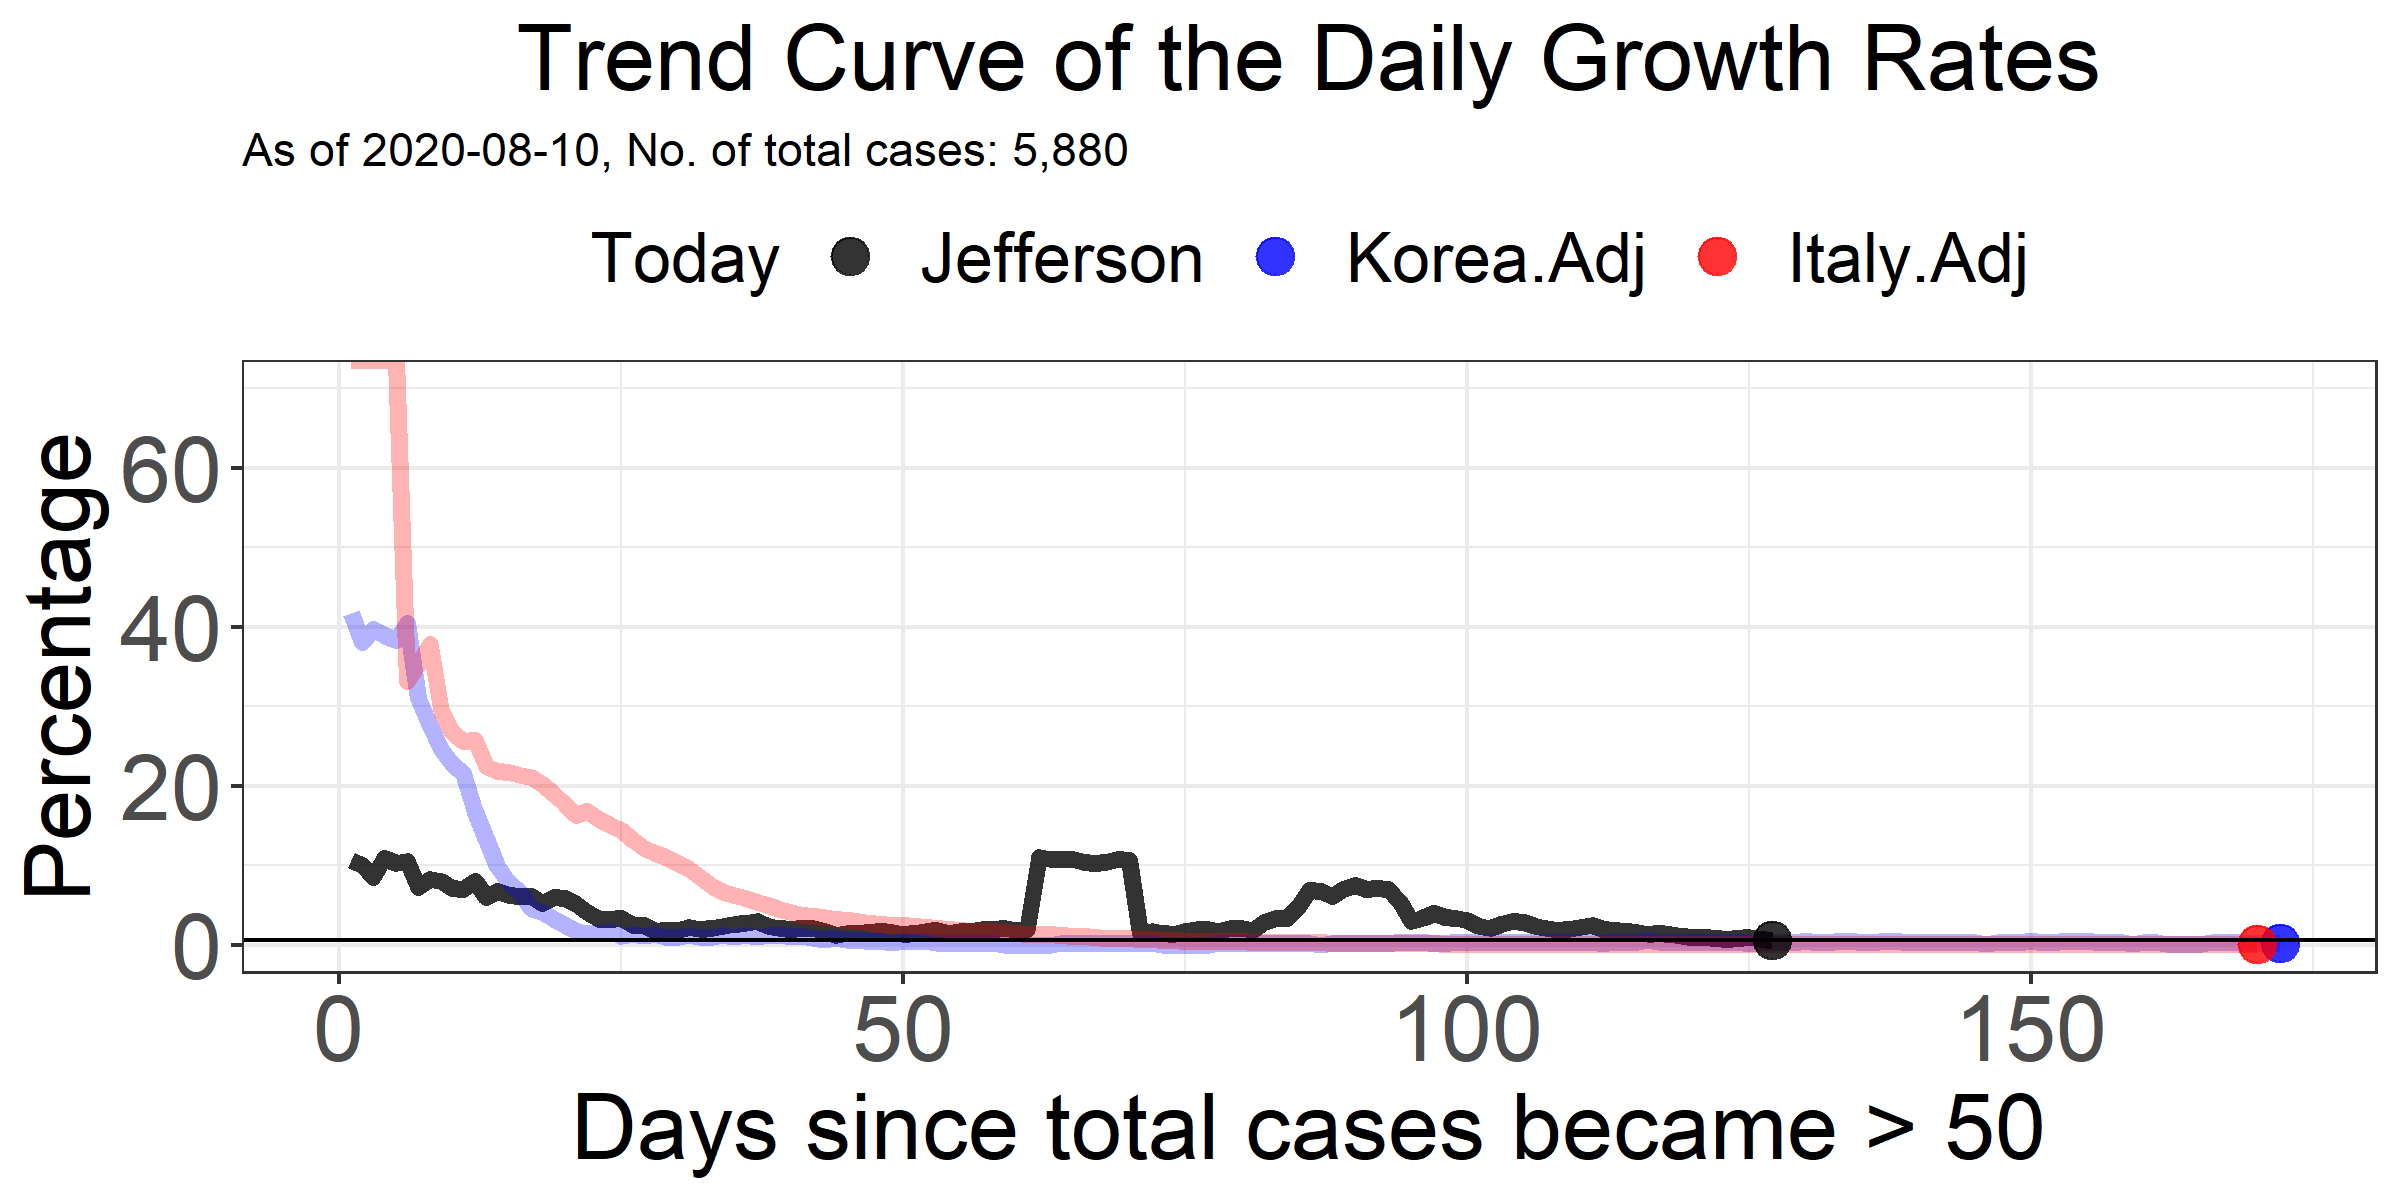 Trend Curve of the Daily Growth Rates
As of 2020-08-10, No. of total cases: 5,880
Today Jefferson Korea.Adj Italy.Adj
Percentage
60
40
20
0
0 50 100 150
Days since total cases became > 50